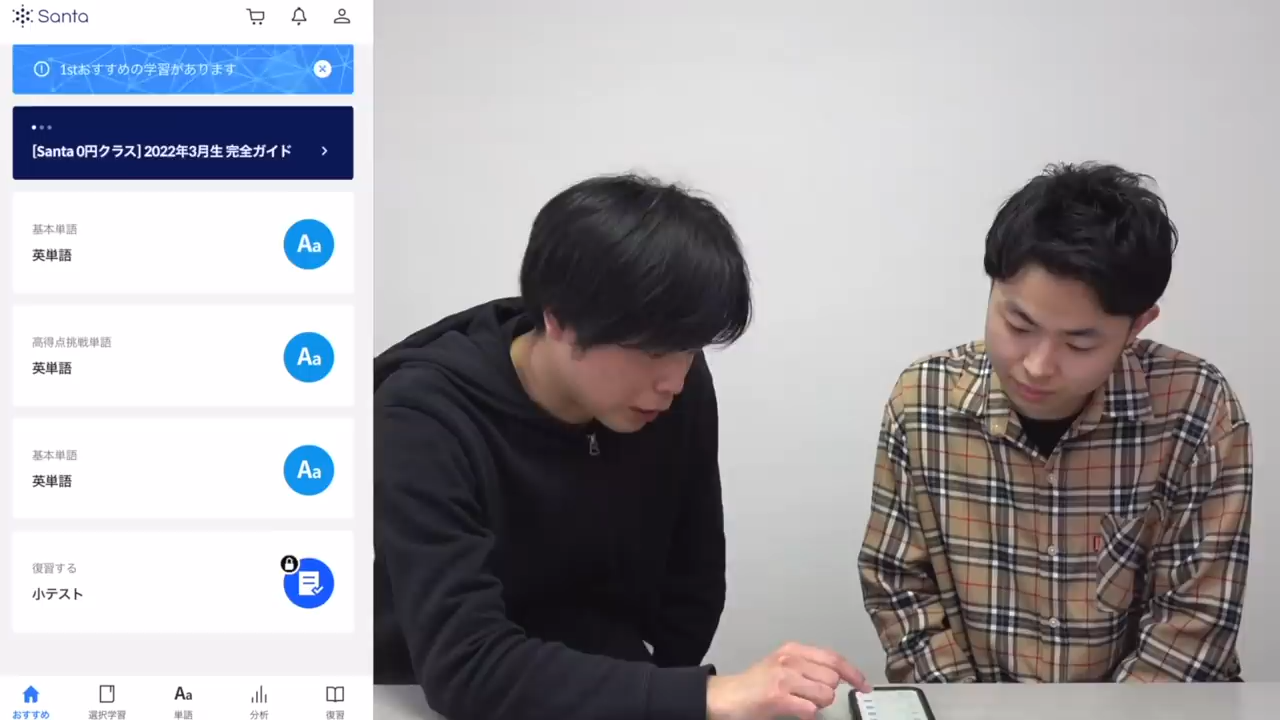 Santa
1stおすすめの学習があります
[Santa 0円クラス] 2022年3月生 完全ガイド
基本単語
英単語
Aa
高得点挑戦単語
英単語
Aa
基本単語
英単語
Aa
復習する
小テスト
おすすめ
選択学習
Aa
単語
分析
復習